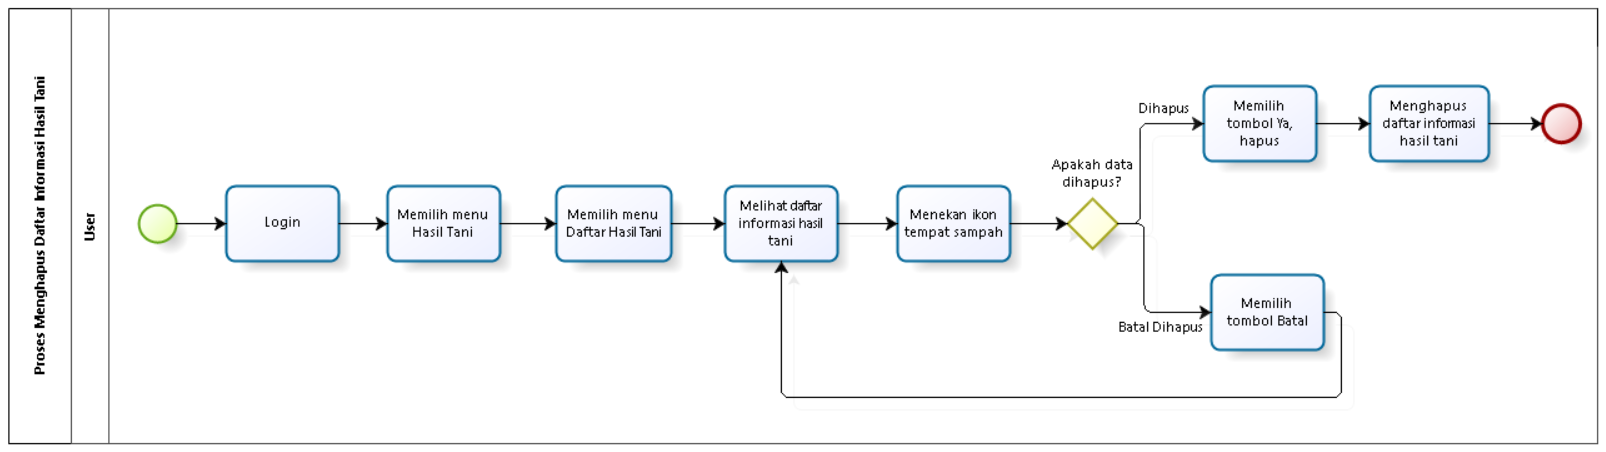 Proses Menghapus Daftar Informasi Hasil Tani
User
Login
Memilih menu
Hasil Tani
Memilih menu
Daftar Hasil Tani
Melihat daftar
informasi hasil
tani
Menekan ikon
tempat sampah
Apakah data
dihapus?
Dihapus
Memilih
tombol Ya,
hapus
Menghapus
daftar informasi
hasil tani
Batal Dihapus
Memilih
tombol Batal